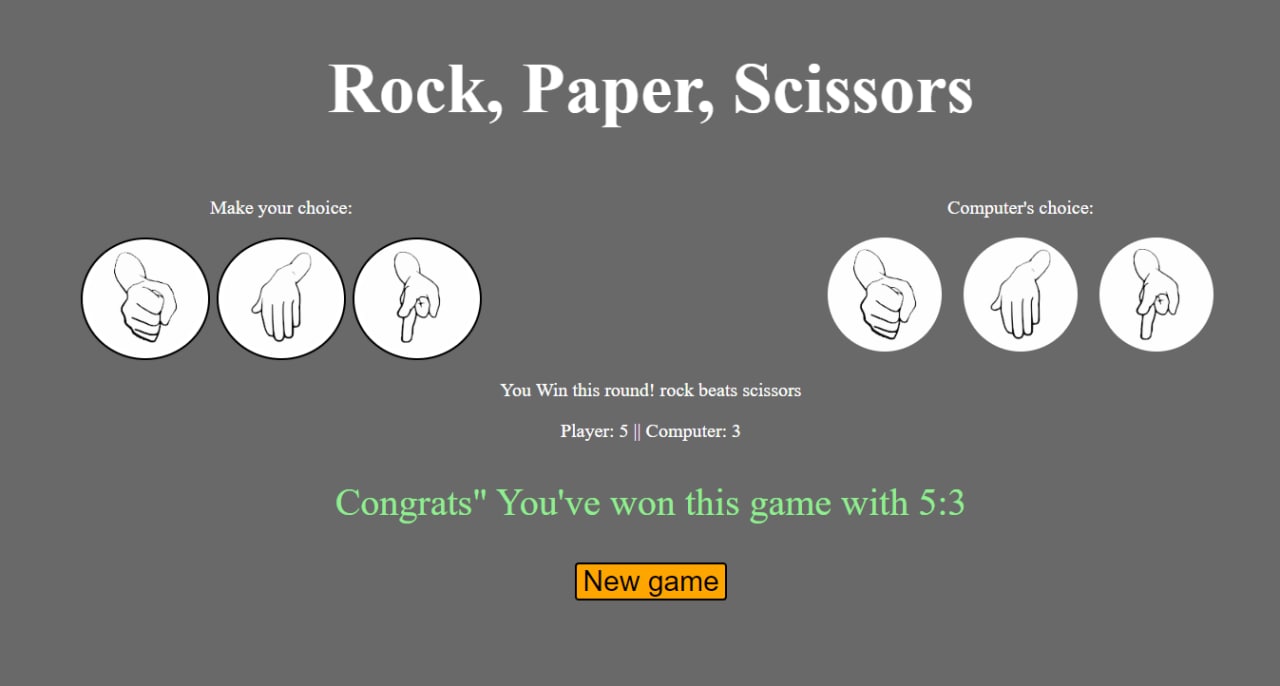 Rock, Paper, Scissors
Make your choice:
Computer's choice:
You Win this round! rock beats scissors
Player: 5 || Computer: 3
Congrats" You've won this game with 5:3
New game